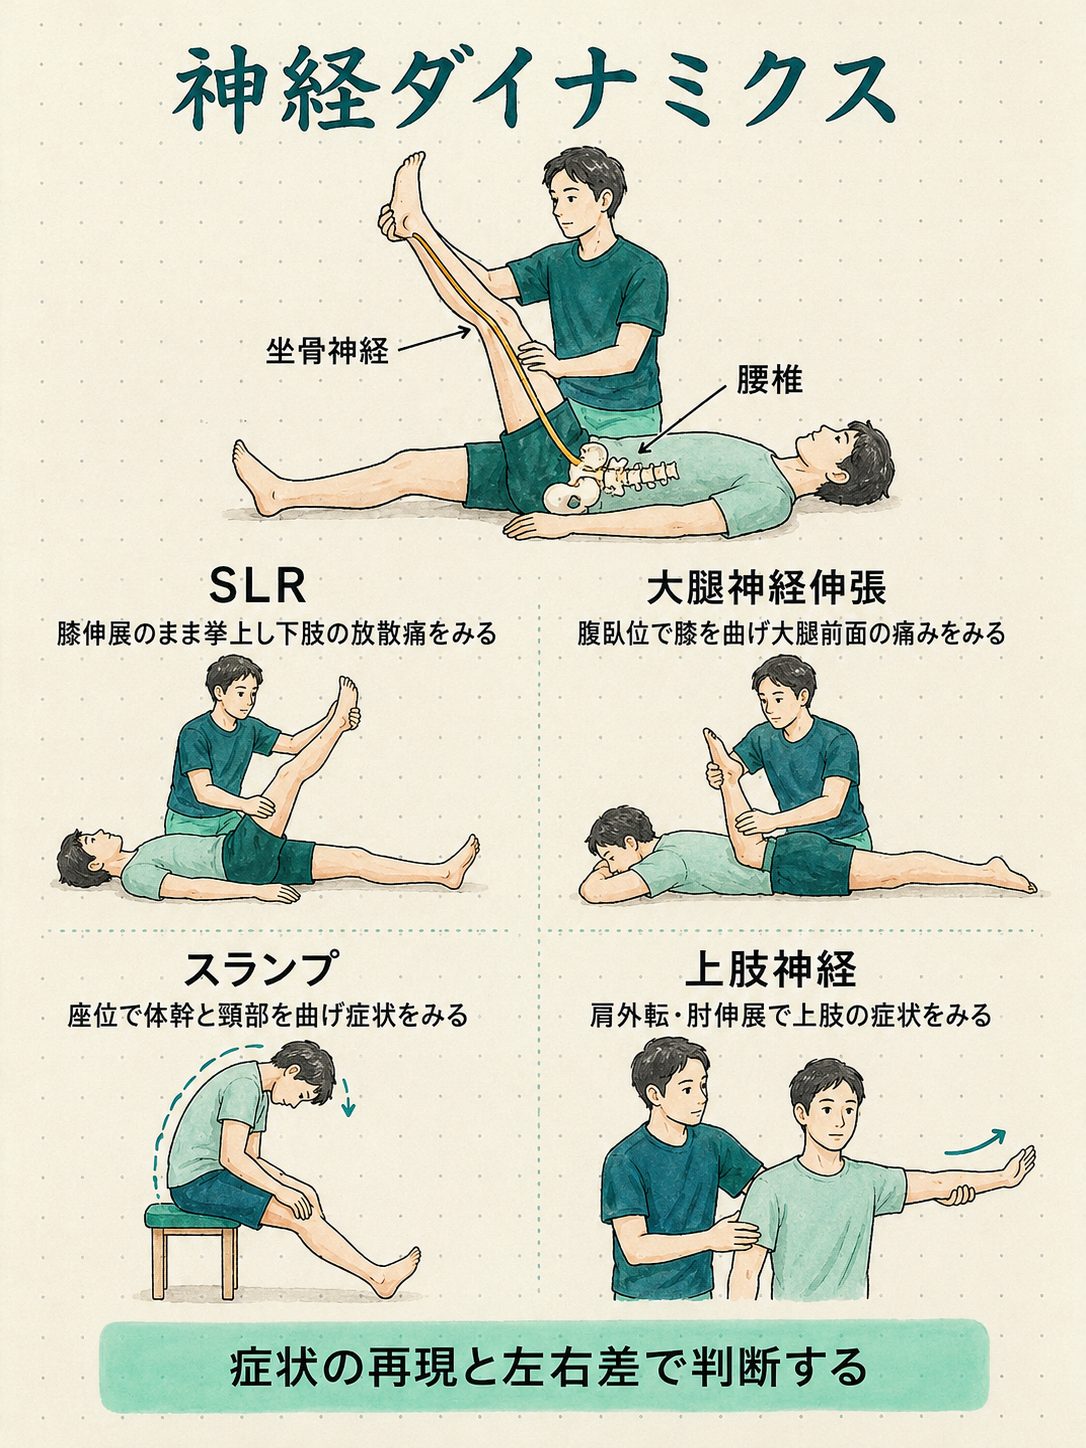 神経ダイナミクス
坐骨神経
腰椎
SLR
膝伸展のまま挙上し下肢の放散痛をみる
大腿神経伸張
腹臥位で膝を曲げ大腿前面の痛みをみる
スランプ
座位で体幹と頸部を曲げ症状をみる
上肢神経
肩外転・肘伸展で上肢の症状をみる
症状の再現と左右差で判断する